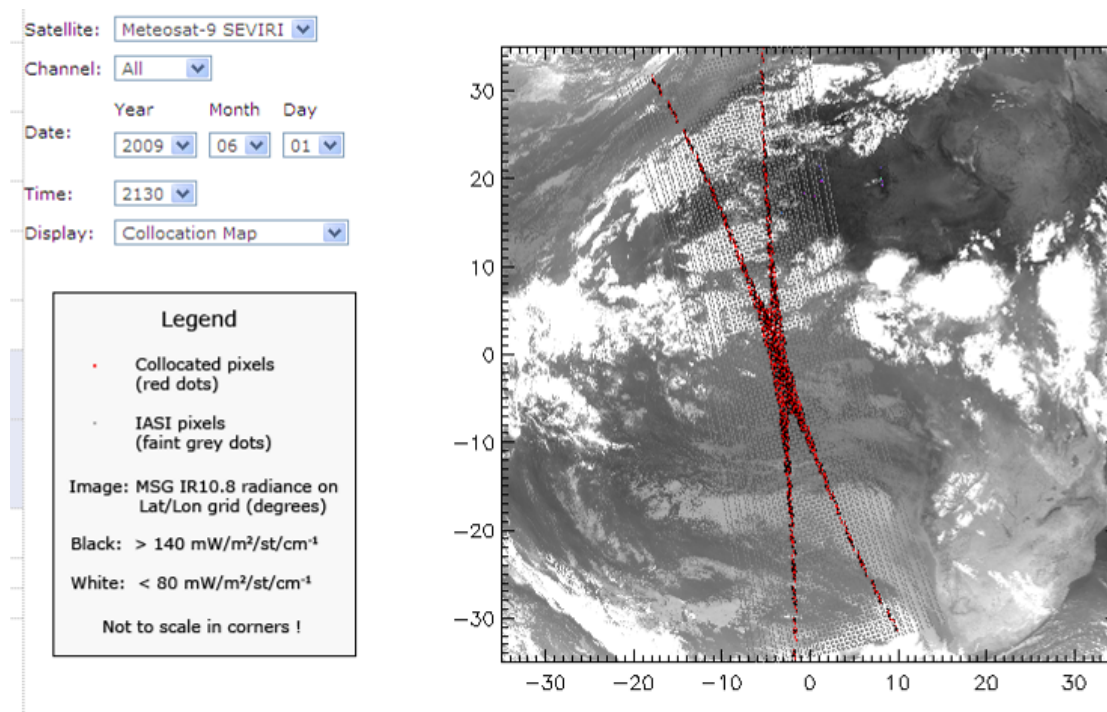 Satellite: Meteosat-9 SEVIRI
Channel: All
Year Month Day
Date: 2009 06 01
Time: 2130
Display: Collocation Map
Legend
Collocated pixels
(red dots)
IASI pixels
(faint grey dots)
Image: MSG IR10.8 radiance on
Lat/Lon grid (degrees)
Black: > 140 mW/m²/st/cm⁻¹
White: < 80 mW/m²/st/cm⁻¹
Not to scale in corners !
30
20
10
0
−10
−20
−30
−30 −20 −10 0 10 20 30